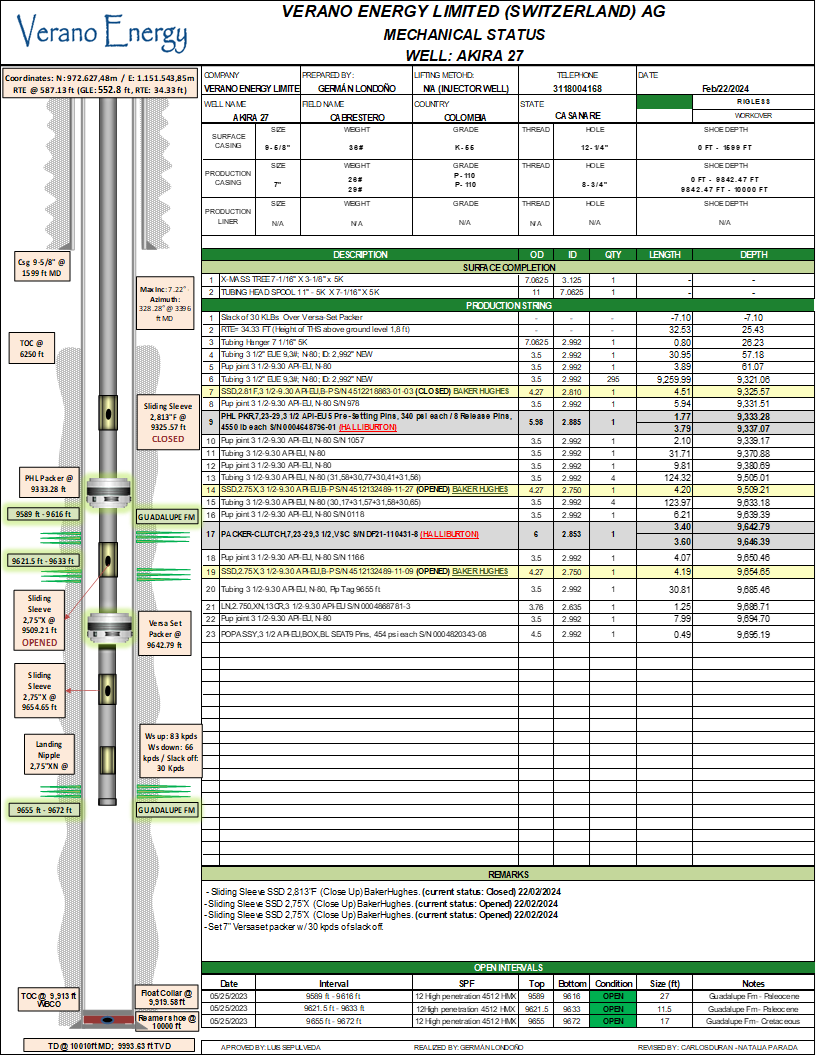 Verano Energy
VERANO ENERGY LIMITED (SWITZERLAND) AG
MECHANICAL STATUS
WELL: AKIRA 27
Coordinates: N: 972.627,48m / E: 1.151.543,85m
RTE @ 587.13 ft (GLE: 552.8 ft, RTE: 34.33 ft)
COMPANY PREPARED BY: LIFTING METOHD: TELEPHONE DATE
VERANO ENERGY LIMITE GERMÁN LONDOÑO N/A (INJECTOR WELL) 3118004168 Feb/22/2024
WELL NAME FIELD NAME COUNTRY STATE RIGLESS
AKIRA 27 CABRESTERO COLOMBIA CASANARE WORKOVER
SURFACE CASING SIZE WEIGHT GRADE THREAD HOLE SHOE DEPTH
9-5/8" 36# K-55 12-1/4" 0 FT - 1599 FT
PRODUCTION CASING SIZE WEIGHT GRADE THREAD HOLE SHOE DEPTH
7" 26# P-110 8-3/4" 0 FT - 9842.47 FT
29# P-110 9842.47 FT - 10000 FT
PRODUCTION LINER SIZE WEIGHT GRADE THREAD HOLE SHOE DEPTH
N/A N/A N/A N/A N/A N/A
DESCRIPTION OD ID QTY LENGTH DEPTH
SURFACE COMPLETION
1 X-MASS TREE 7-1/16" X 3-1/8" x 5K 7.0625 3.125 1 - -
2 TUBING HEAD SPOOL 11" - 5K X 7-1/16" X 5K 11 7.0625 1 - -
PRODUCTION STRING
1 Slack of 30 KLBs Over Versa-Set Packer - - - -7.10 -7.10
2 RTE= 34.33 FT (Height of THS above ground level 1,8 ft) - - - 32.53 25.43
3 Tubing Hanger 7 1/16" 5K 7.0625 2.992 1 0.80 26.23
4 Tubing 3 1/2" EUE 9,3#; N-80; ID: 2,992" NEW 3.5 2.992 1 30.95 57.18
5 Pup joint 3 1/2-9.30 API-EU, N-80 3.5 2.992 1 3.89 61.07
6 Tubing 3 1/2" EUE 9,3#; N-80; ID: 2,992" NEW 3.5 2.992 295 9,259.99 9,321.06
7 SSD,2.81F,3 1/2-9.30 API-EU,B-P S/N 4512218863-01-03 (CLOSED) BAKER HUGHES 4.27 2.810 1 4.51 9,325.57
8 Pup joint 3 1/2-9.30 API-EU, N-80 S/N 978 3.5 2.992 1 5.94 9,331.51
9 PHL PKR,7,23-29,3 1/2 API-EU 5 Pre-Setting Pins, 340 psi each / 8 Release Pins, 4550 lb each S/N 0004648796-01 (HALLIBURTON) 5.98 2.885 1 1.77 9,333.28
3.79 9,337.07
10 Pup joint 3 1/2-9.30 API-EU, N-80 S/N 1057 3.5 2.992 1 2.10 9,339.17
11 Tubing 3 1/2-9.30 API-EU, N-80 3.5 2.992 1 31.71 9,370.88
12 Pup joint 3 1/2-9.30 API-EU, N-80 3.5 2.992 1 9.81 9,380.69
13 Tubing 3 1/2-9.30 API-EU, N-80 (31,58+30,77+30,41+31,56) 3.5 2.992 4 124.32 9,505.01
14 SSD,2.75X,3 1/2-9.30 API-EU,B-P S/N 4512132489-11-27 (OPENED) BAKER HUGHES 4.27 2.750 1 4.20 9,509.21
15 Tubing 3 1/2-9.30 API-EU, N-80 (30,17+31,57+31,58+30,65) 3.5 2.992 4 123.97 9,633.18
16 Pup joint 3 1/2-9.30 API-EU, N-80 S/N 0118 3.5 2.992 1 6.21 9,639.39
17 PACKER-CLUTCH,7,23-29,3 1/2,VSC S/N DF21-110431-8 (HALLIBURTON) 6 2.853 1 3.40 9,642.79
3.60 9,646.39
18 Pup joint 3 1/2-9.30 API-EU, N-80 S/N 1166 3.5 2.992 1 4.07 9,650.46
19 SSD,2.75X,3 1/2-9.30 API-EU,B-P S/N 4512132489-11-09 (OPENED) BAKER HUGHES 4.27 2.750 1 4.19 9,654.65
20 Tubing 3 1/2-9.30 API-EU, N-80, Pip Tag 9655 ft 3.5 2.992 1 30.81 9,685.46
21 LN,2.750,XN,13CR,3 1/2-9.30 API-EU S/N 0004868781-3 3.76 2.635 1 1.25 9,686.71
22 Pup joint 3 1/2-9.30 API-EU, N-80 3.5 2.992 1 7.99 9,694.70
23 POP ASSY,3 1/2 API-EU,BOX,BL SEAT9 Pins, 454 psi each S/N 0004820343-08 4.5 2.992 1 0.49 9,695.19
Csg 9-5/8" @
1599 ft MD
Max Inc: 7.22° -
Azimuth:
328.28° @ 3396
ft MD
TOC @
6250 ft
Sliding Sleeve
2,813"F @
9325.57 ft
CLOSED
PHL Packer @
9333.28 ft
9589 ft - 9616 ft
GUADALUPE FM
9621.5 ft - 9633 ft
Sliding
Sleeve
2,75"X @
9509.21 ft
OPENED
Versa Set
Packer @
9642.79 ft
Sliding
Sleeve
2,75"X @
9654.65 ft
Ws up: 83 kpds
Ws down: 66
kpds / Slack off:
30 Kpds
Landing
Nipple
2,75"XN @
9655 ft - 9672 ft
GUADALUPE FM
TOC @ 9,913 ft
WBCO
Float Collar @
9,919.58 ft
Reamer shoe @
10000 ft
TD @ 10010ft MD; 9993.63 ft TVD
REMARKS
- Sliding Sleeve SSD 2,813"F (Close Up) BakerHughes. (current status: Closed) 22/02/2024
- Sliding Sleeve SSD 2,75"X (Close Up) BakerHughes. (current status: Opened) 22/02/2024
- Sliding Sleeve SSD 2,75"X (Close Up) BakerHughes. (current status: Opened) 22/02/2024
- Set 7" Versaset packer w/ 30 kpds of slack off.
OPEN INTERVALS
Date Interval SPF Top Bottom Condition Size (ft) Notes
05/25/2023 9589 ft - 9616 ft 12 High penetration 4512 HMX 9589 9616 OPEN 27 Guadalupe Fm- Paleocene
05/25/2023 9621.5 ft - 9633 ft 12 High penetration 4512 HMX 9621.5 9633 OPEN 11.5 Guadalupe Fm - Paleocene
05/25/2023 9655 ft - 9672 ft 12 High penetration 4512 HMX 9655 9672 OPEN 17 Guadalupe Fm - Cretaceous
APROVED BY: LUIS SEPULVEDA REALIZED BY: GERMÁN LONDOÑO REVISED BY: CARLOS DURAN - NATALIA PARADA